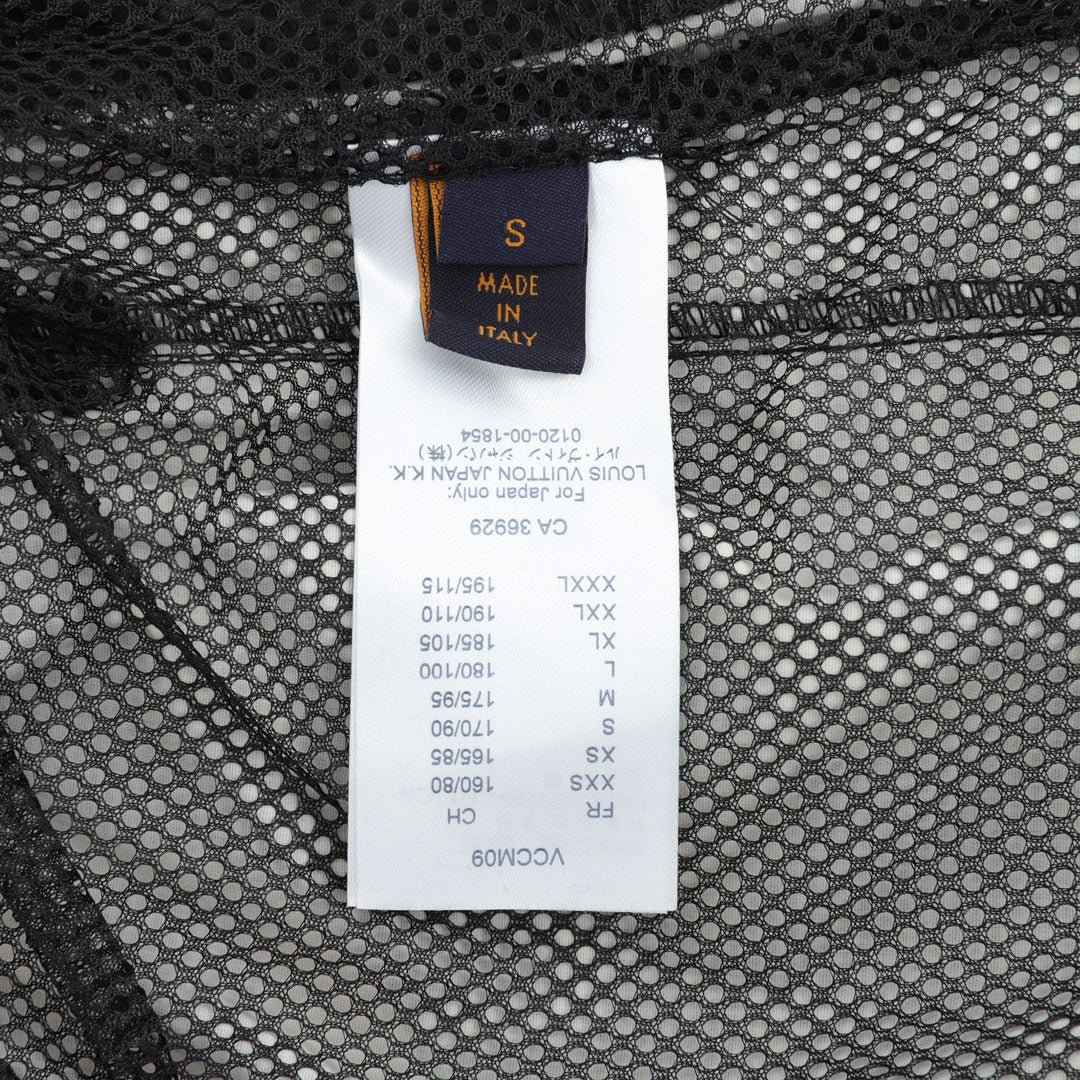 S
MADE
IN
ITALY
VCCM09
FR CH
XXS 160/80
XS 165/85
S 170/90
M 175/95
L 180/100
XL 185/105
XXL 190/110
XXXL 195/115
CA 36929
For Japan only:
LOUIS VUITTON JAPAN K.K.
ルイ・ヴィトン ジャパン(株)
0120-00-1854